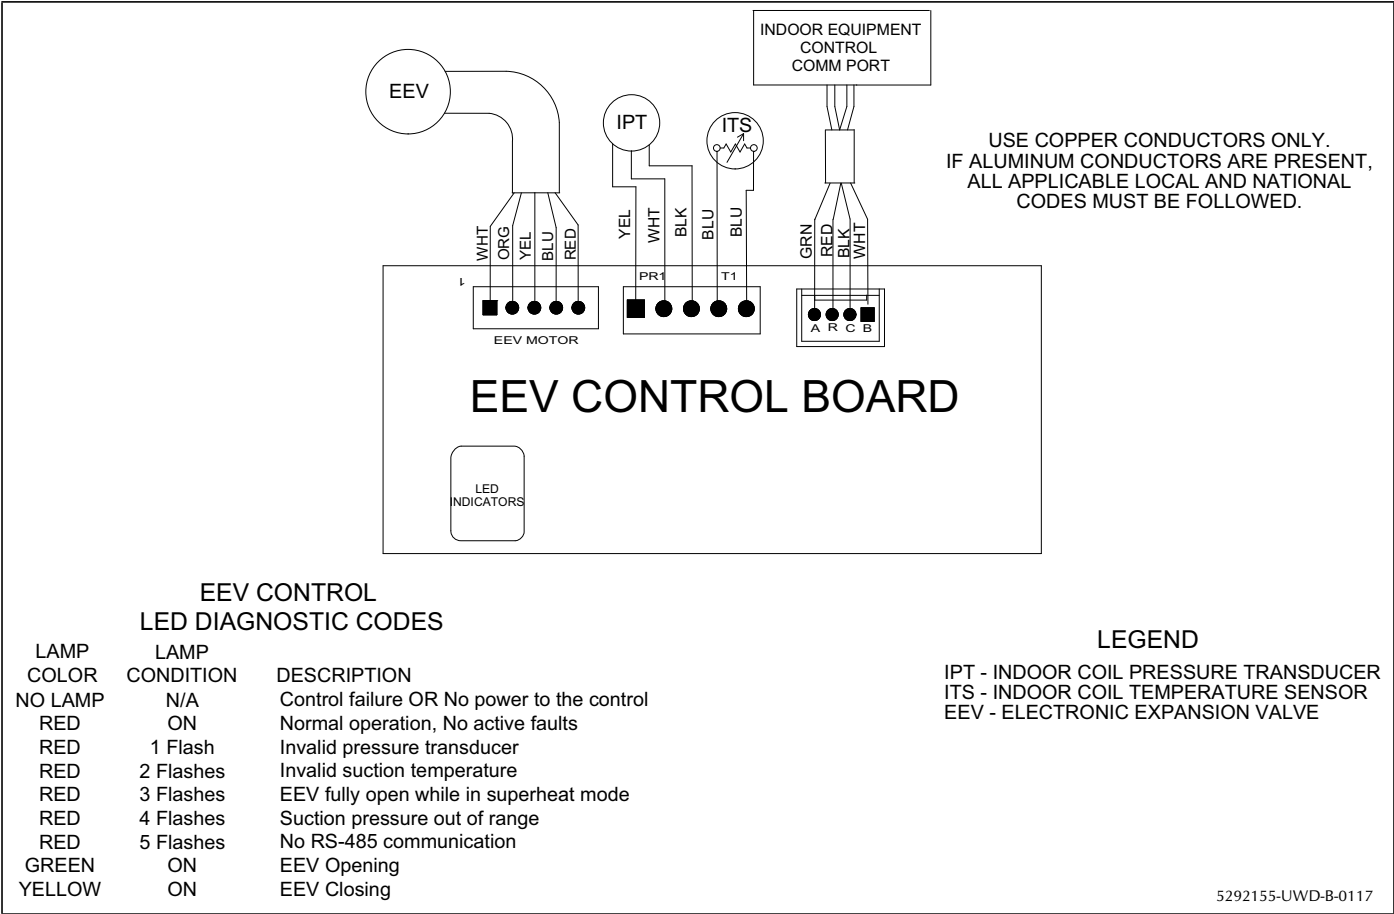 INDOOR EQUIPMENT
CONTROL
COMM PORT
EEV
IPT
ITS
USE COPPER CONDUCTORS ONLY.
IF ALUMINUM CONDUCTORS ARE PRESENT,
ALL APPLICABLE LOCAL AND NATIONAL
CODES MUST BE FOLLOWED.
WHT ORG YEL BLU RED
YEL WHT BLK BLU BLU
GRN RED BLK WHT
1
PR1 T1
A R C B
EEV MOTOR
EEV CONTROL BOARD
LED
INDICATORS
EEV CONTROL
LED DIAGNOSTIC CODES
LAMP LAMP
COLOR CONDITION DESCRIPTION
NO LAMP N/A Control failure OR No power to the control
RED ON Normal operation, No active faults
RED 1 Flash Invalid pressure transducer
RED 2 Flashes Invalid suction temperature
RED 3 Flashes EEV fully open while in superheat mode
RED 4 Flashes Suction pressure out of range
RED 5 Flashes No RS-485 communication
GREEN ON EEV Opening
YELLOW ON EEV Closing
LEGEND
IPT - INDOOR COIL PRESSURE TRANSDUCER
ITS - INDOOR COIL TEMPERATURE SENSOR
EEV - ELECTRONIC EXPANSION VALVE
5292155-UWD-B-0117